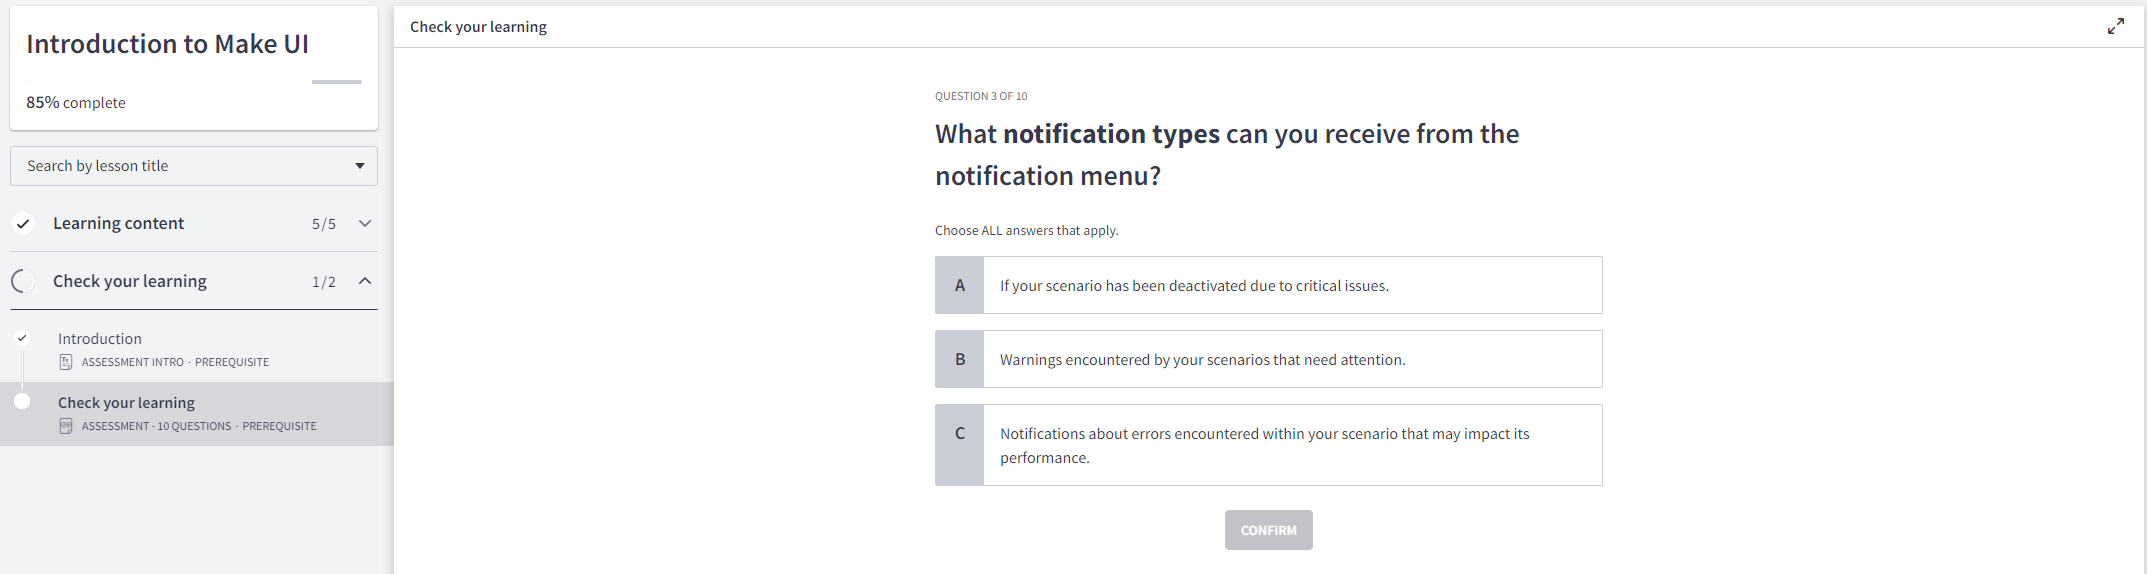 Introduction to Make UI
85% complete
Search by lesson title
Learning content 5/5
Check your learning 1/2
Introduction
ASSESSMENT INTRO · PREREQUISITE
Check your learning
ASSESSMENT · 10 QUESTIONS · PREREQUISITE
Check your learning
QUESTION 3 OF 10
What notification types can you receive from the
notification menu?
Choose ALL answers that apply.
A If your scenario has been deactivated due to critical issues.
B Warnings encountered by your scenarios that need attention.
C Notifications about errors encountered within your scenario that may impact its
performance.
CONFIRM